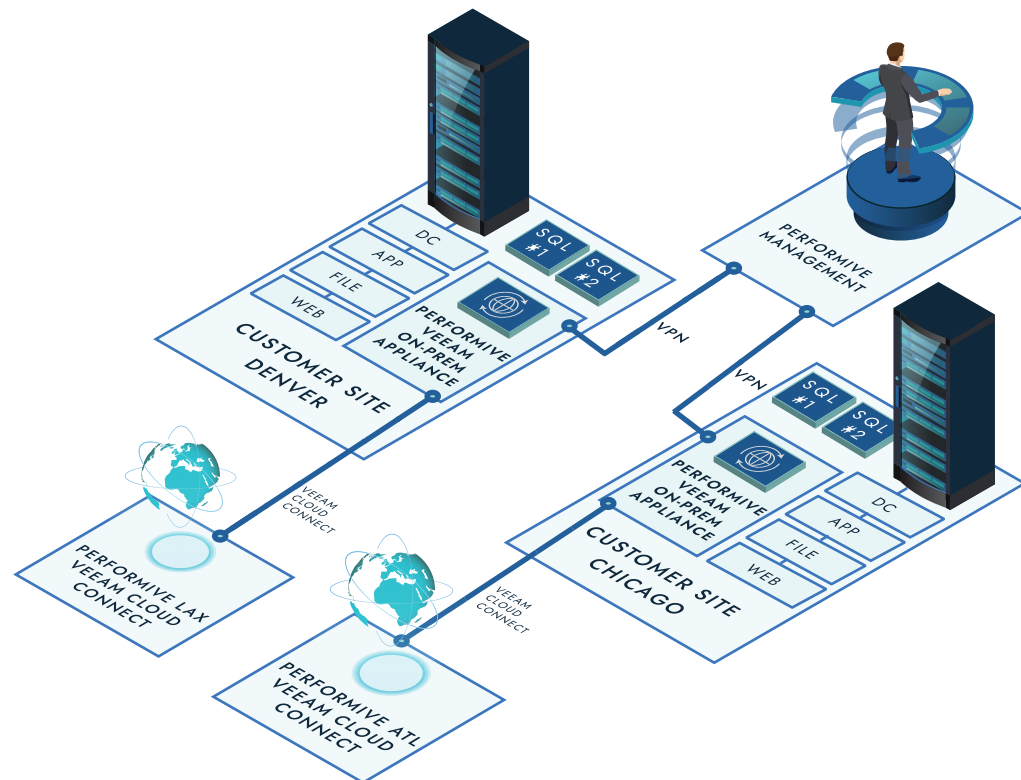 DC
APP
FILE
WEB
SQL
#1
SQL
#2
PERFORMIVE
VEEAM
ON-PREM
APPLIANCE
CUSTOMER SITE
DENVER
PERFORMIVE
MANAGEMENT
VPN
VPN
SQL
#1
SQL
#2
PERFORMIVE
VEEAM
ON-PREM
APPLIANCE
DC
APP
FILE
WEB
CUSTOMER SITE
CHICAGO
VEEAM
CLOUD
CONNECT
PERFORMIVE LAX
VEEAM CLOUD
CONNECT
VEEAM
CLOUD
CONNECT
PERFORMIVE ATL
VEEAM CLOUD
CONNECT